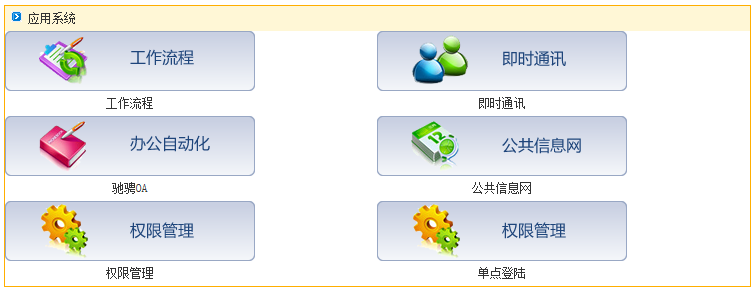 应用系统
工作流程 即时通讯
工作流程 即时通讯
办公自动化 12 公共信息网
驰骋OA 公共信息网
权限管理 权限管理
权限管理 单点登陆